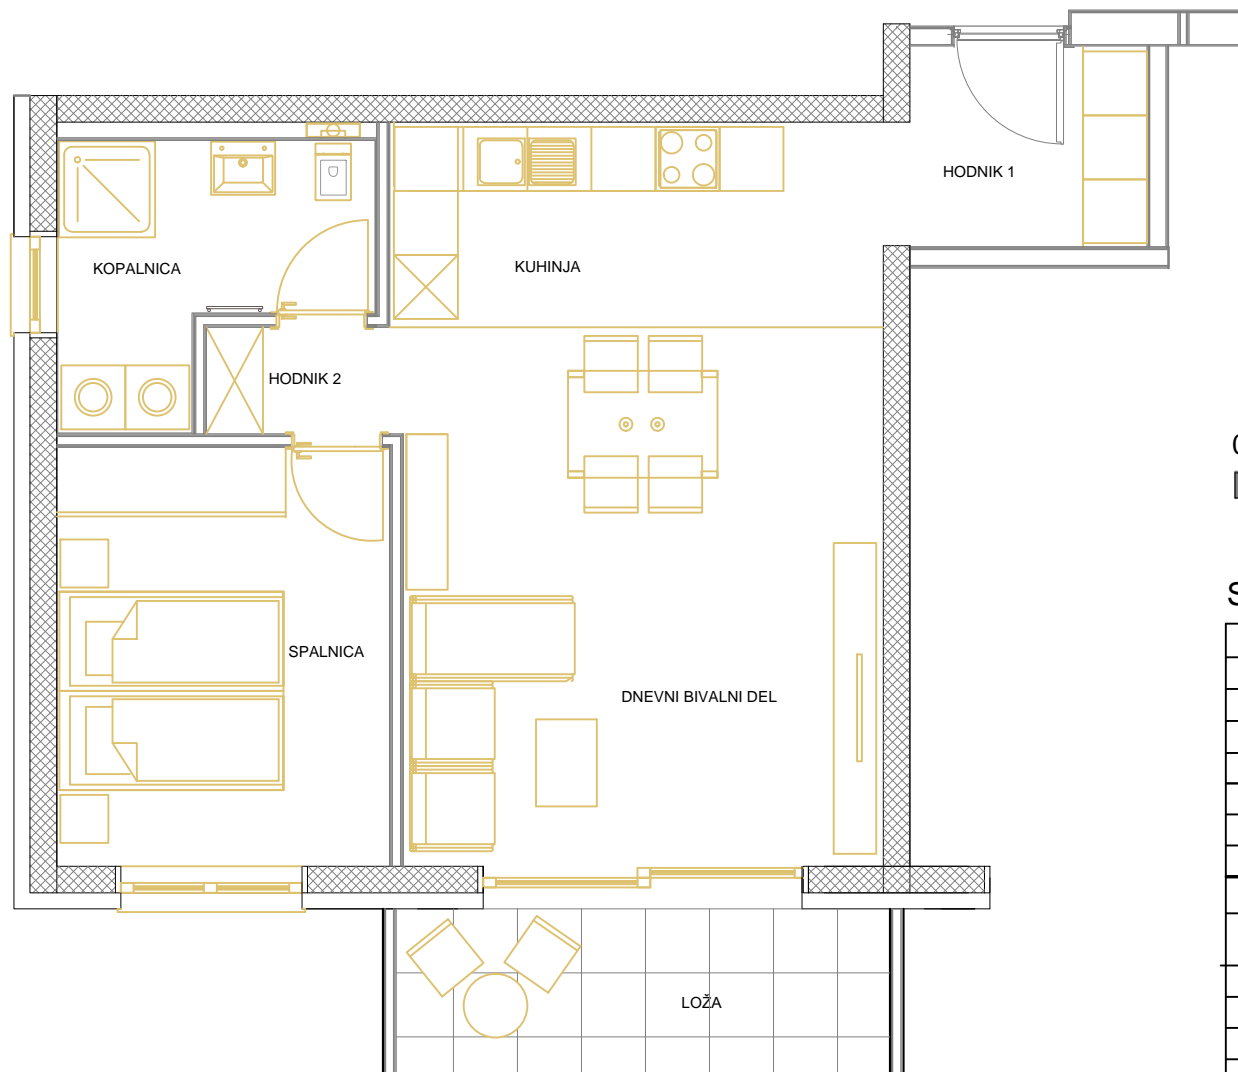 HODNIK 1
KOPALNICA
KUHINJA
HODNIK 2
SPALNICA
DNEVNI BIVALNI DEL
LOŽA